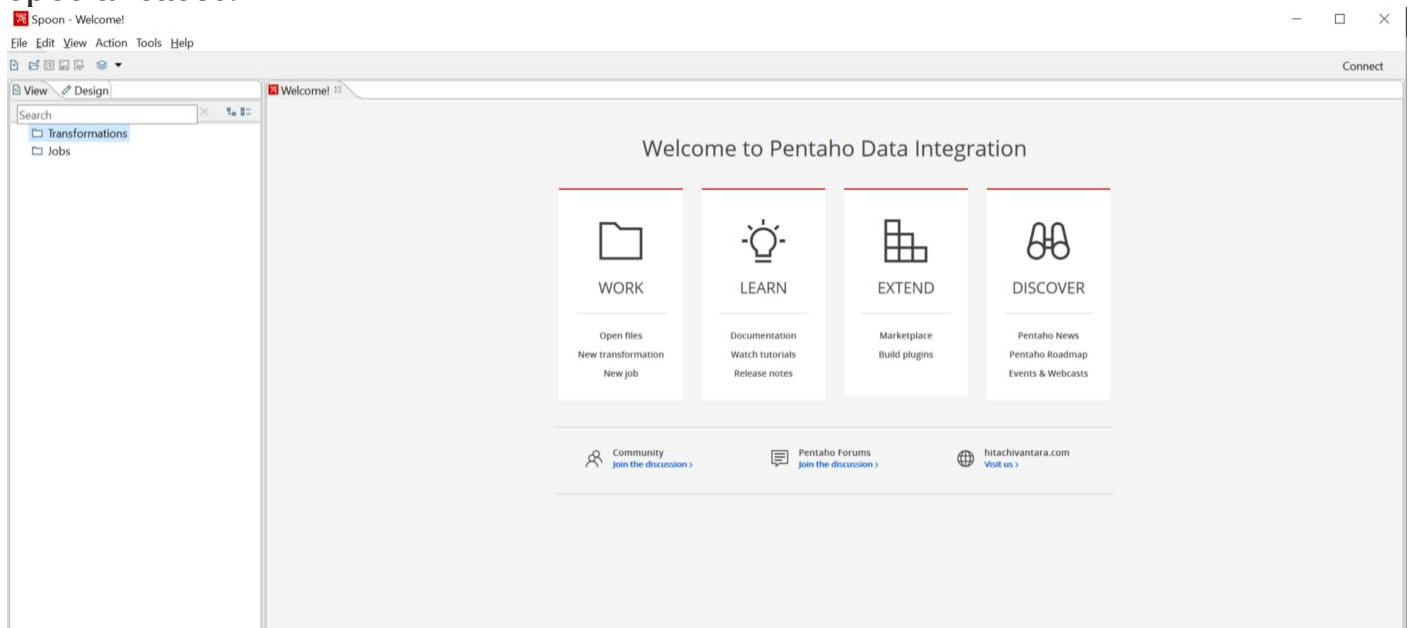 Spoon - Welcome!
File Edit View Action Tools Help
Connect
View Design
Welcome!
Search
Transformations
Jobs
Welcome to Pentaho Data Integration
WORK
Open files
New transformation
New job
LEARN
Documentation
Watch tutorials
Release notes
EXTEND
Marketplace
Build plugins
DISCOVER
Pentaho News
Pentaho Roadmap
Events & Webcasts
Community
Join the discussion >
Pentaho Forums
Join the discussion >
hitachivantara.com
Visit us >